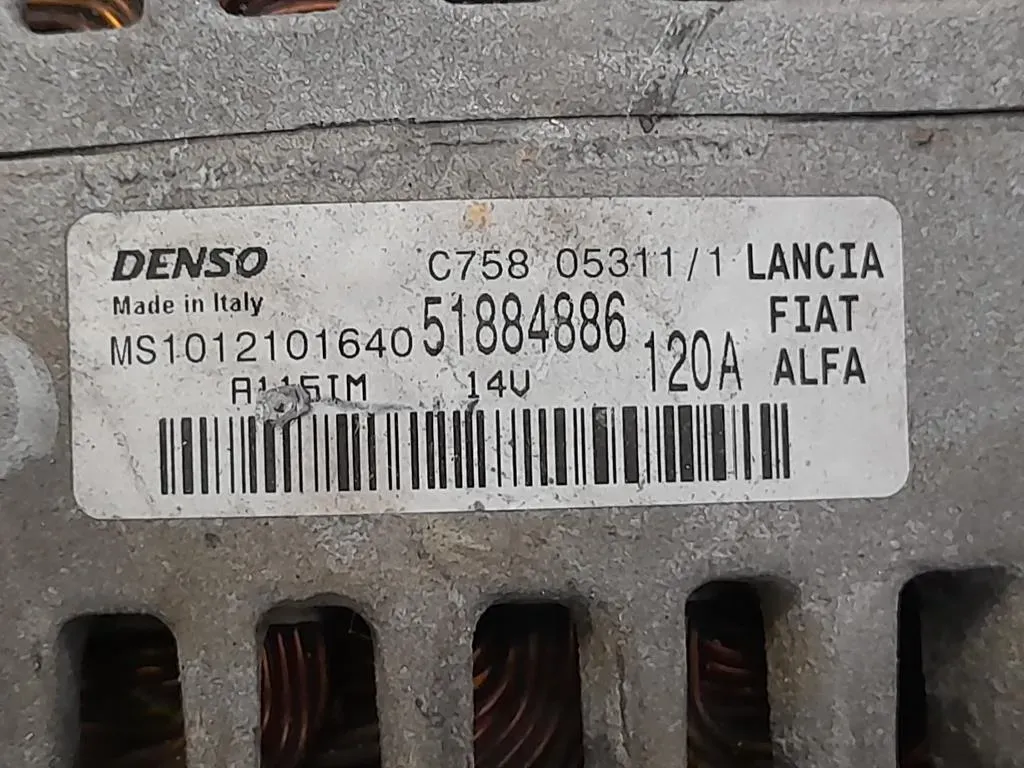 DENSO
C758 05311/1 LANCIA
Made in Italy
51884886
FIAT
MS1012101640
120A ALFA
14V